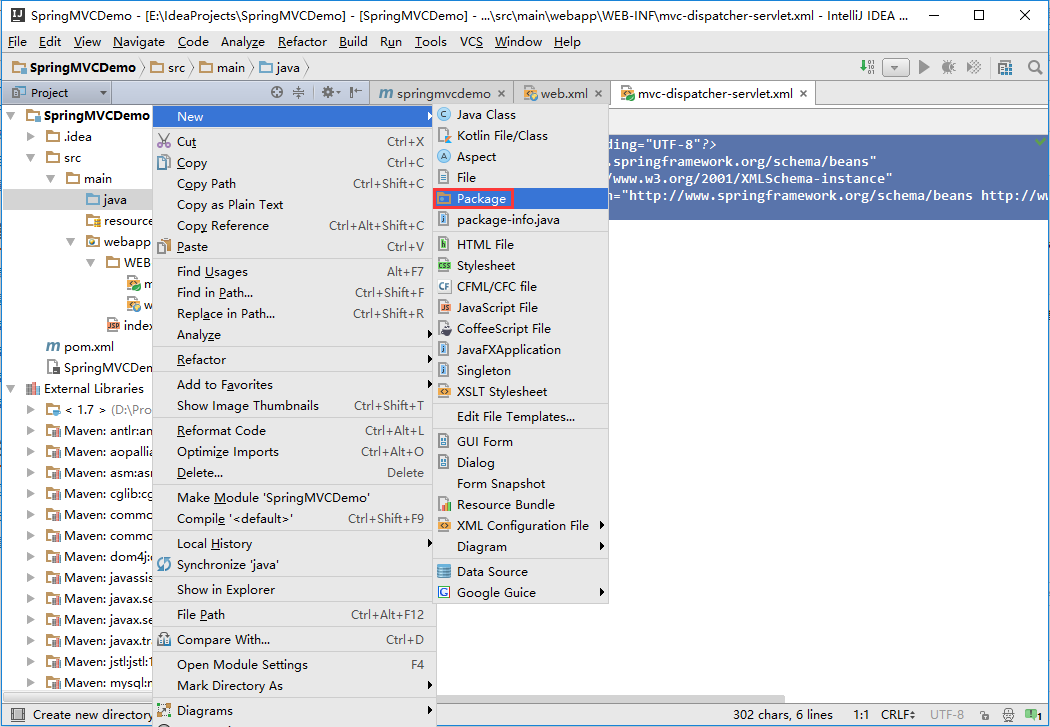 SpringMVCDemo - [E:\IdeaProjects\SpringMVCDemo] - [SpringMVCDemo] - ...\src\main\webapp\WEB-INF\mvc-dispatcher-servlet.xml - IntelliJ IDEA ...
File Edit View Navigate Code Analyze Refactor Build Run Tools VCS Window Help
SpringMVCDemo src main java
Project
springmvcdemo
web.xml
mvc-dispatcher-servlet.xml
SpringMVCDemo
.idea
src
main
java
resource
webapp
WEB
index
pom.xml
SpringMVCDem
External Libraries
< 1.7 > (D:\Pro
Maven: antlr:an
Maven: aopallia
Maven: asm:asm
Maven: cglib:cg
Maven: commo
Maven: commo
Maven: dom4j:
Maven: javassis
Maven: javax.se
Maven: javax.se
Maven: javax.tr
Maven: jstl:jstl:1
Maven: mysql:m
New
Cut Ctrl+X
Copy Ctrl+C
Copy Path Ctrl+Shift+C
Copy as Plain Text
Copy Reference Ctrl+Alt+Shift+C
Paste Ctrl+V
Find Usages Alt+F7
Find in Path... Ctrl+Shift+F
Replace in Path... Ctrl+Shift+R
Analyze
Refactor
Add to Favorites
Show Image Thumbnails Ctrl+Shift+T
Reformat Code Ctrl+Alt+L
Optimize Imports Ctrl+Alt+O
Delete... Delete
Make Module 'SpringMVCDemo'
Compile '<default>' Ctrl+Shift+F9
Local History
Synchronize 'java'
Show in Explorer
File Path Ctrl+Alt+F12
Compare With... Ctrl+D
Open Module Settings F4
Mark Directory As
Diagrams
Java Class
Kotlin File/Class
Aspect
File
Package
package-info.java
HTML File
Stylesheet
CFML/CFC file
JavaScript File
CoffeeScript File
JavaFXApplication
Singleton
XSLT Stylesheet
Edit File Templates...
GUI Form
Dialog
Form Snapshot
Resource Bundle
XML Configuration File
Diagram
Data Source
Google Guice
ding="UTF-8"?>
.springframework.org/schema/beans"
/www.w3.org/2001/XMLSchema-instance"
="http://www.springframework.org/schema/beans http://ww
Create new directory
302 chars, 6 lines 1:1 CRLF UTF-8 1